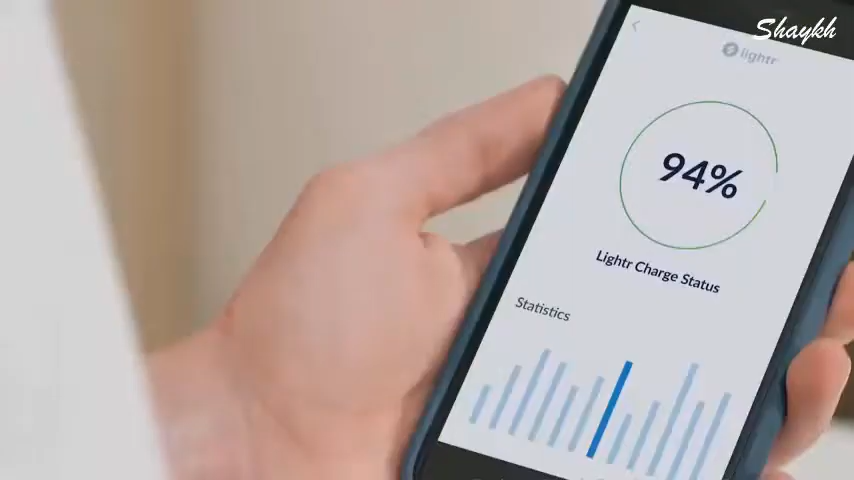 Shaykh
lightr
94%
Lightr Charge Status
Statistics